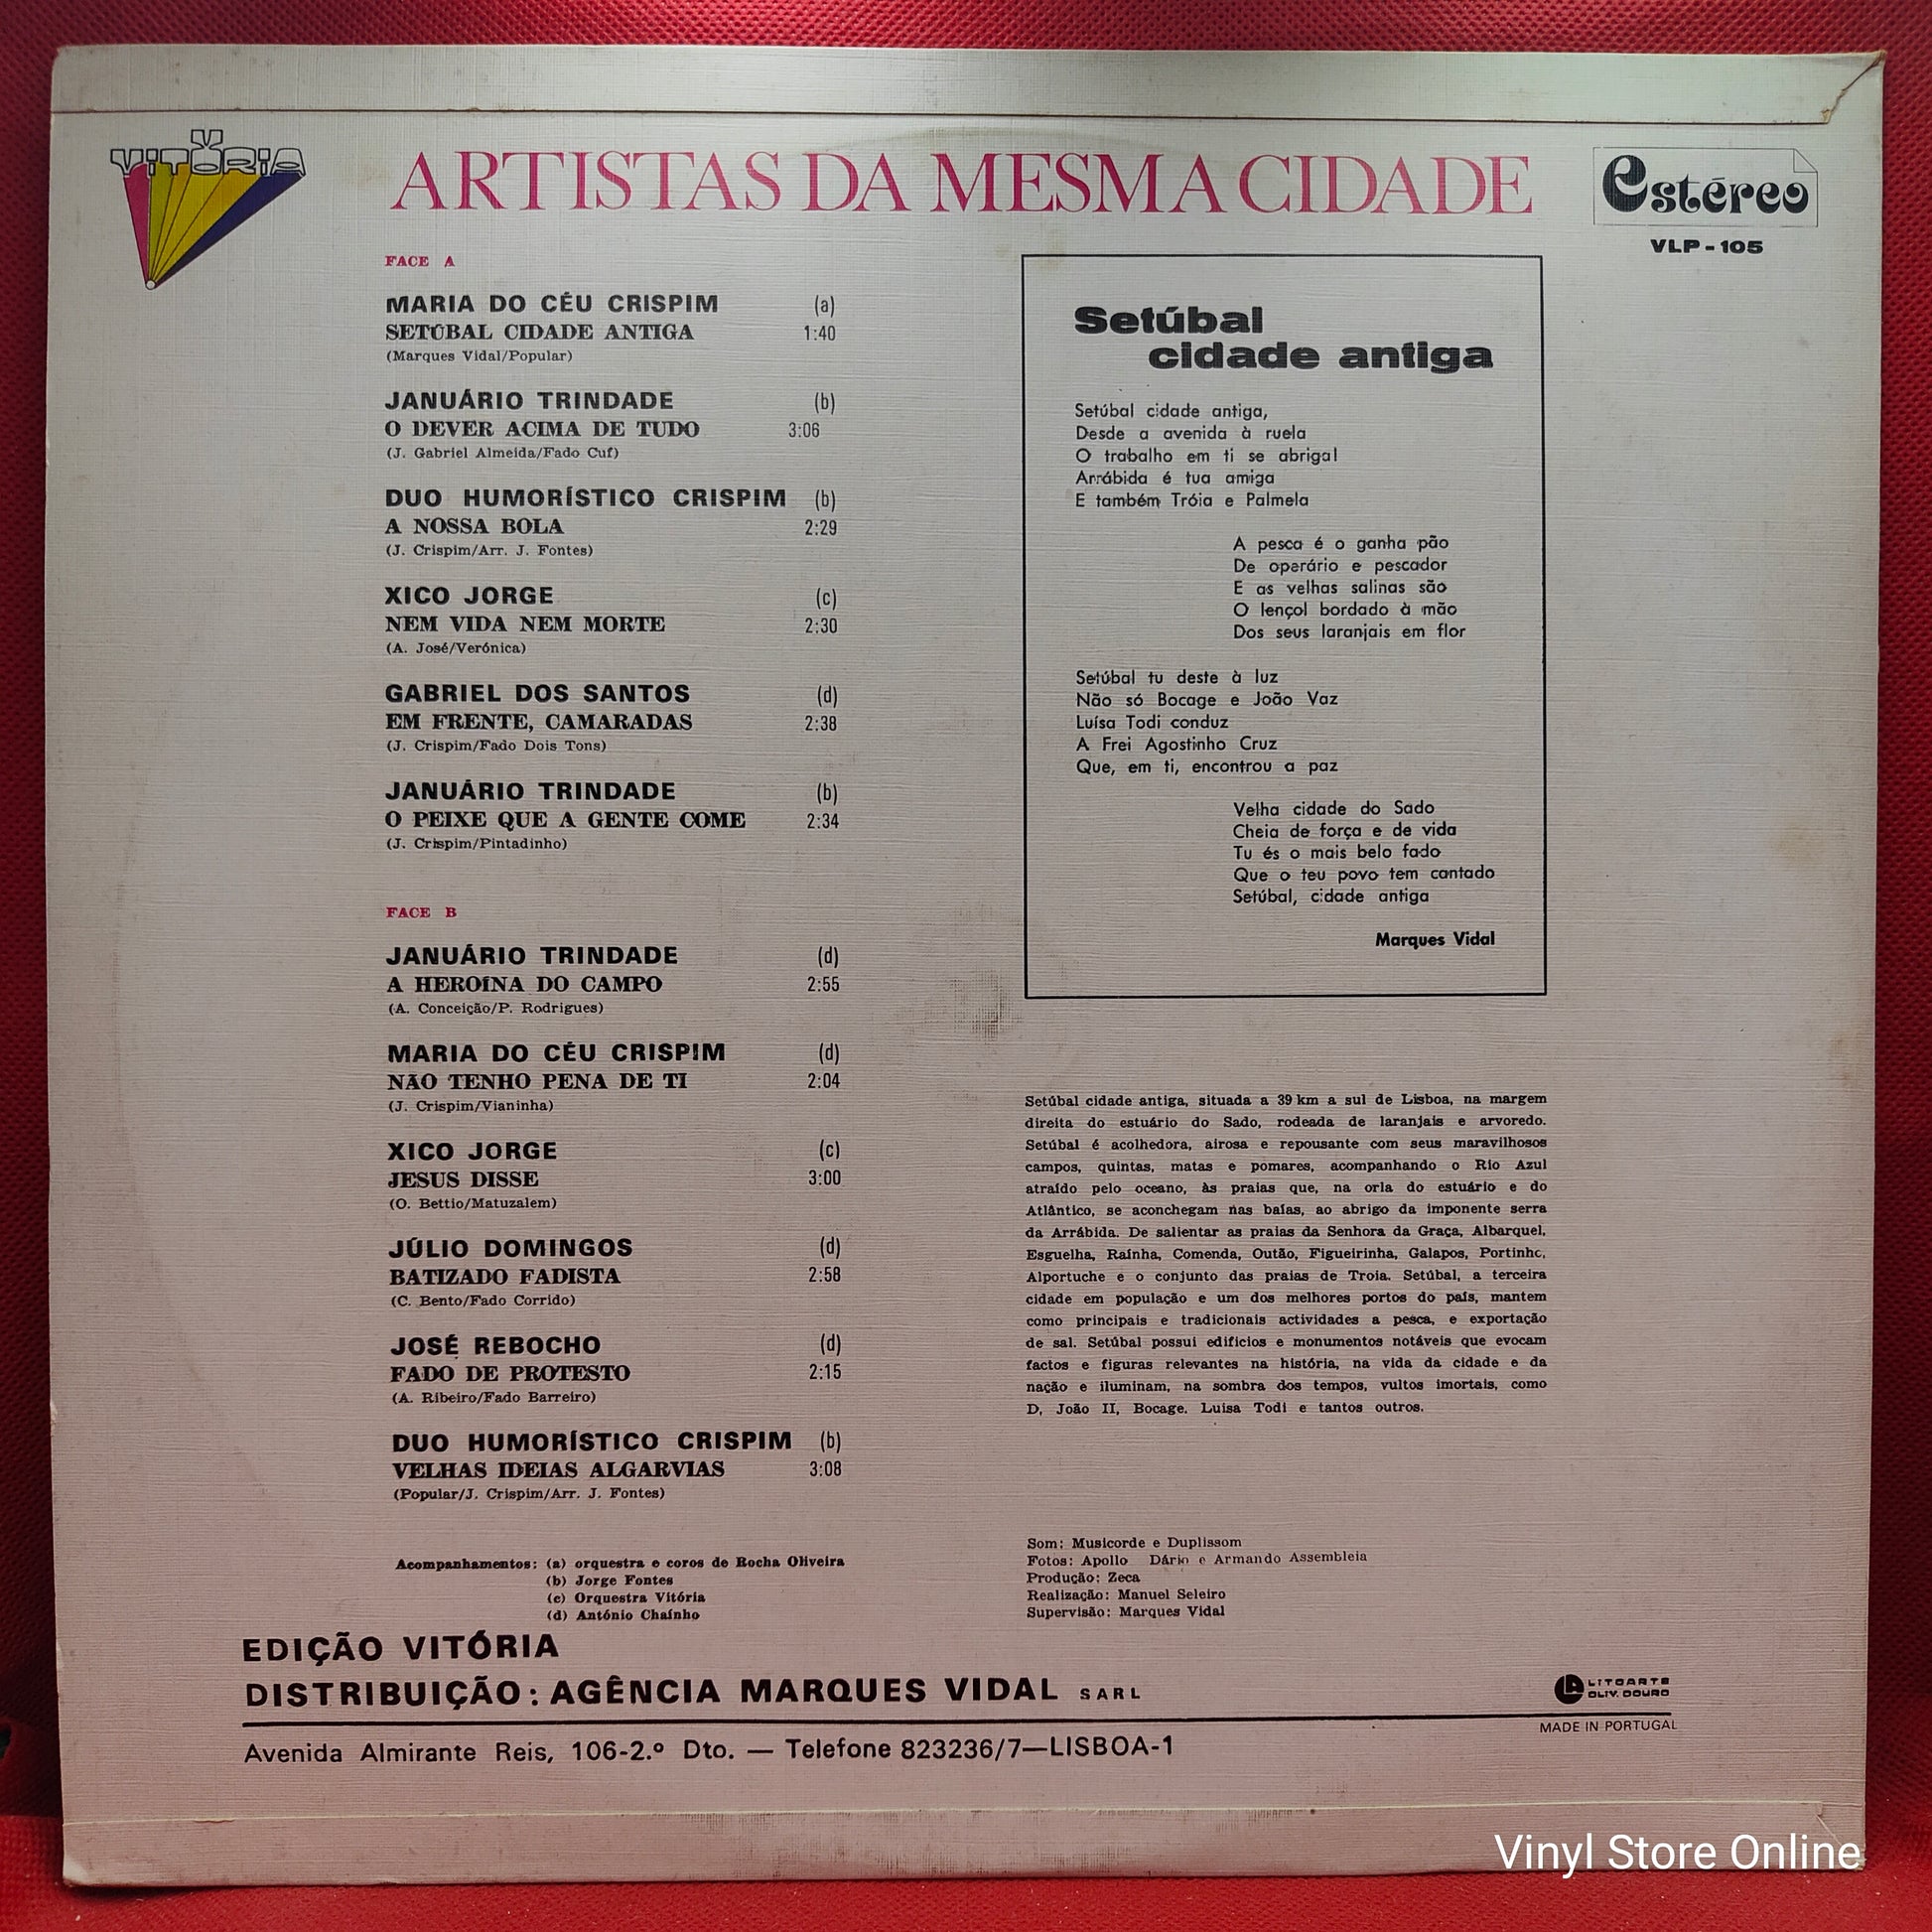 V
VITÓRIA
ARTISTAS DA MESMA CIDADE
Estéreo
VLP - 105
FACE A
MARIA DO CÉU CRISPIM (a)
SETÚBAL CIDADE ANTIGA 1:40
(Marques Vidal/Popular)
JANUÁRIO TRINDADE (b)
O DEVER ACIMA DE TUDO 3:06
(J. Gabriel Almeida/Fado Cuf)
DUO HUMORÍSTICO CRISPIM (b)
A NOSSA BOLA 2:29
(J. Crispim/Arr. J. Fontes)
XICO JORGE (c)
NEM VIDA NEM MORTE 2:30
(A. José/Verónica)
GABRIEL DOS SANTOS (d)
EM FRENTE, CAMARADAS 2:38
(J. Crispim/Fado Dois Tons)
JANUÁRIO TRINDADE (b)
O PEIXE QUE A GENTE COME 2:34
(J. Crispim/Pintadinho)
FACE B
JANUÁRIO TRINDADE (d)
A HEROÍNA DO CAMPO 2:55
(A. Conceição/P. Rodrigues)
MARIA DO CÉU CRISPIM (d)
NÃO TENHO PENA DE TI 2:04
(J. Crispim/Vianinha)
XICO JORGE (c)
JESUS DISSE 3:00
(O. Bettio/Matuzalem)
JÚLIO DOMINGOS (d)
BATIZADO FADISTA 2:58
(C. Bento/Fado Corrido)
JOSÉ REBOCHO (d)
FADO DE PROTESTO 2:15
(A. Ribeiro/Fado Barreiro)
DUO HUMORÍSTICO CRISPIM (b)
VELHAS IDEIAS ALGARVIAS 3:08
(Popular/J. Crispim/Arr. J. Fontes)
Acompanhamentos: (a) orquestra e coros de Rocha Oliveira
(b) Jorge Fontes
(c) Orquestra Vitória
(d) António Chaínho
Setúbal
cidade antiga
Setúbal cidade antiga,
Desde a avenida à ruela
O trabalho em ti se abriga!
Arrábida é tua amiga
E também Tróia e Palmela
A pesca é o ganha pão
De operário e pescador
E as velhas salinas são
O lençol bordado à mão
Dos seus laranjais em flor
Setúbal tu deste à luz
Não só Bocage e João Vaz
Luísa Todi conduz
A Frei Agostinho Cruz
Que, em ti, encontrou a paz
Velha cidade do Sado
Cheia de força e de vida
Tu és o mais belo fado
Que o teu povo tem cantado
Setúbal, cidade antiga
Marques Vidal
Setúbal cidade antiga, situada a 39 km a sul de Lisboa, na margem
direita do estuário do Sado, rodeada de laranjais e arvoredo.
Setúbal é acolhedora, airosa e repousante com seus maravilhosos
campos, quintas, matas e pomares, acompanhando o Rio Azul
atraído pelo oceano, às praias que, na orla do estuário e do
Atlântico, se aconchegam nas baías, ao abrigo da imponente serra
da Arrábida. De salientar as praias da Senhora da Graça, Albarquel,
Esguelha, Raínha, Comenda, Outão, Figueirinha, Galapos, Portinho,
Alportuche e o conjunto das praias de Troia. Setúbal, a terceira
cidade em população e um dos melhores portos do país, mantem
como principais e tradicionais actividades a pesca, e exportação
de sal. Setúbal possui edificios e monumentos notáveis que evocam
factos e figuras relevantes na história, na vida da cidade e da
nação e iluminam, na sombra dos tempos, vultos imortais, como
D, João II, Bocage. Luisa Todi e tantos outros.
Som: Musicorde e Duplissom
Fotos: Apollo Dário e Armando Assembleia
Produção: Zeca
Realização: Manuel Seleiro
Supervisão: Marques Vidal
EDIÇÃO VITÓRIA
DISTRIBUIÇÃO: AGÊNCIA MARQUES VIDAL SARL
LITOARTE
OLIV. DOURO
MADE IN PORTUGAL
Avenida Almirante Reis, 106-2.º Dto. — Telefone 823236/7—LISBOA-1
Vinyl Store Online